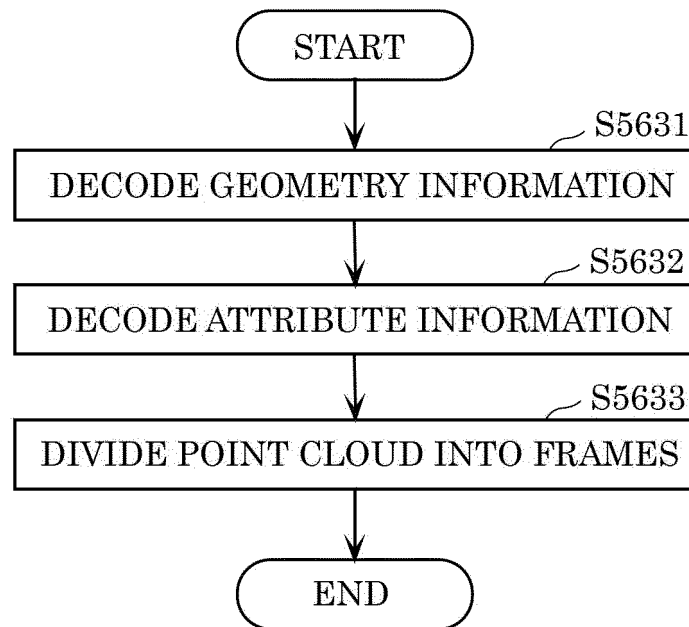 START
S5631
DECODE GEOMETRY INFORMATION
S5632
DECODE ATTRIBUTE INFORMATION
S5633
DIVIDE POINT CLOUD INTO FRAMES
END